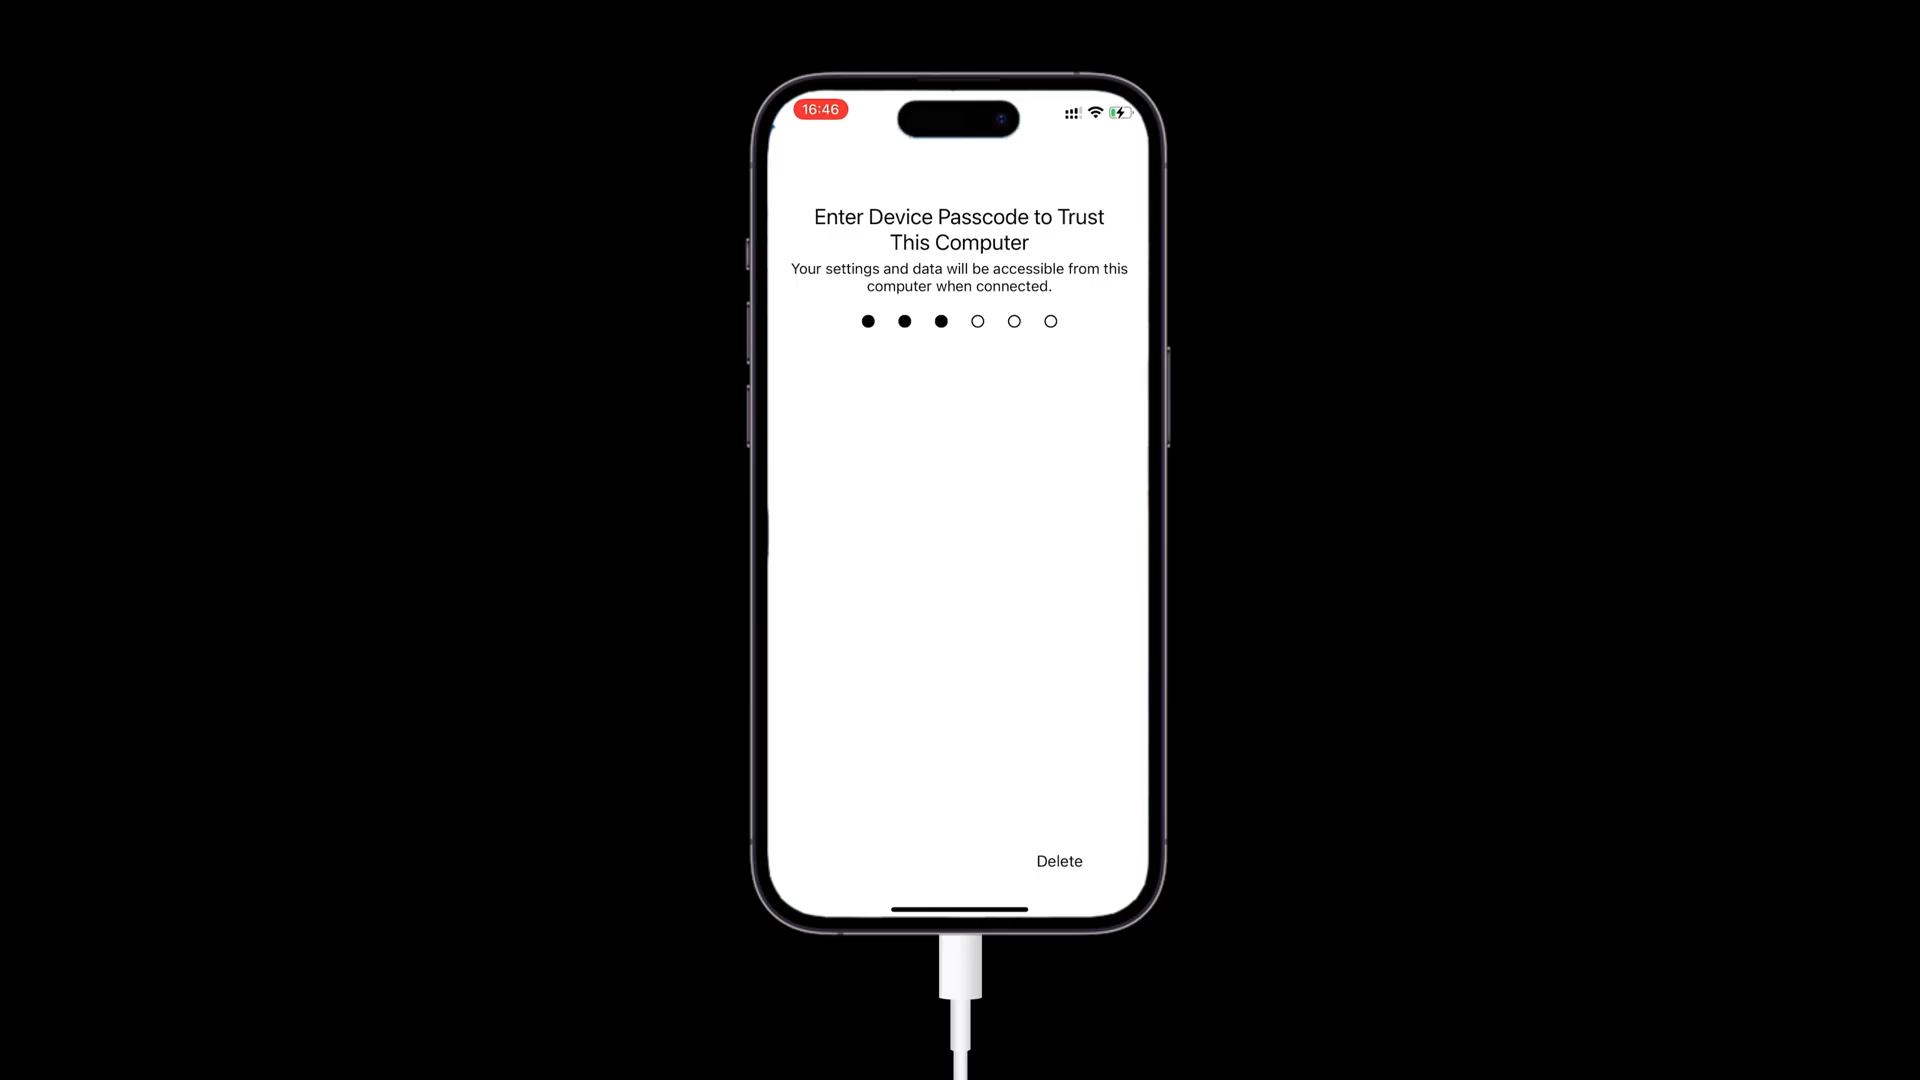 16:46
Enter Device Passcode to Trust
This Computer
Your settings and data will be accessible from this
computer when connected.
Delete